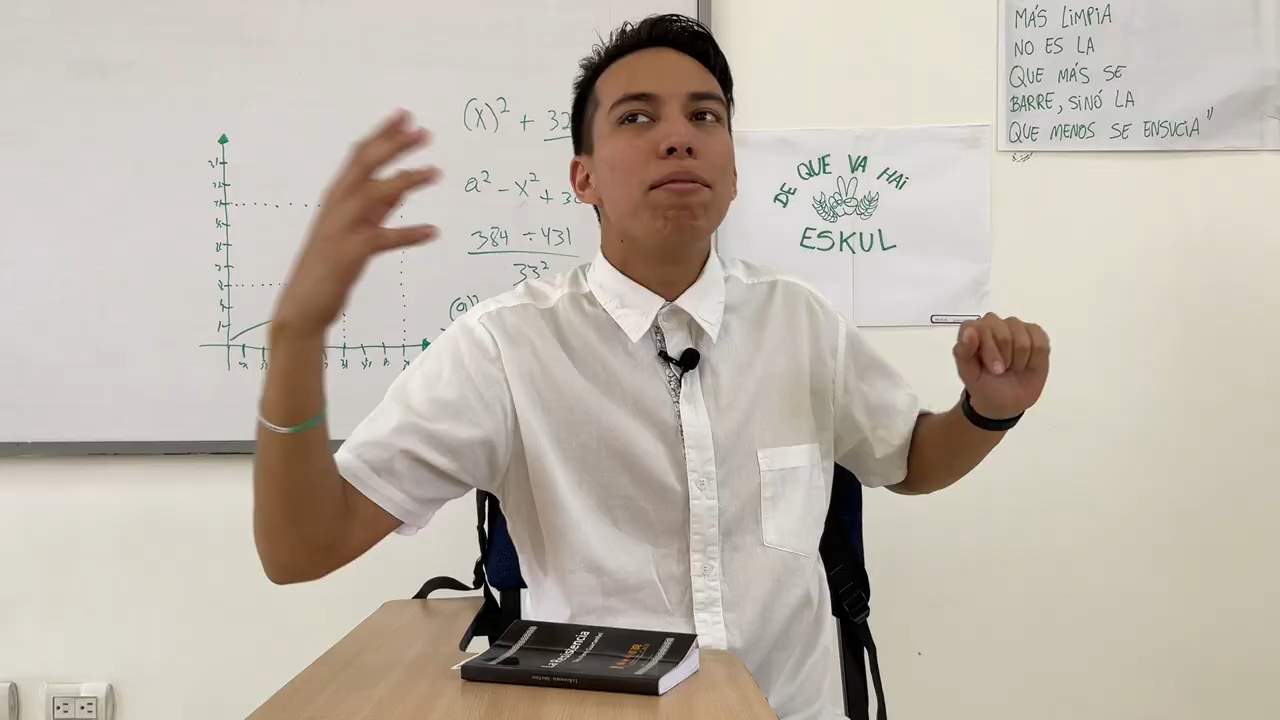 MÁS LIMPIA
NO ES LA
QUE MÁS SE
BARRE, SINÓ LA
QUE MENOS SE ENSUCIA"
DE QUE VA HAi
ESKUL
(x)² + 32
a² - x² + 3
384 ÷ 431
33²
(a)
La Resistencia